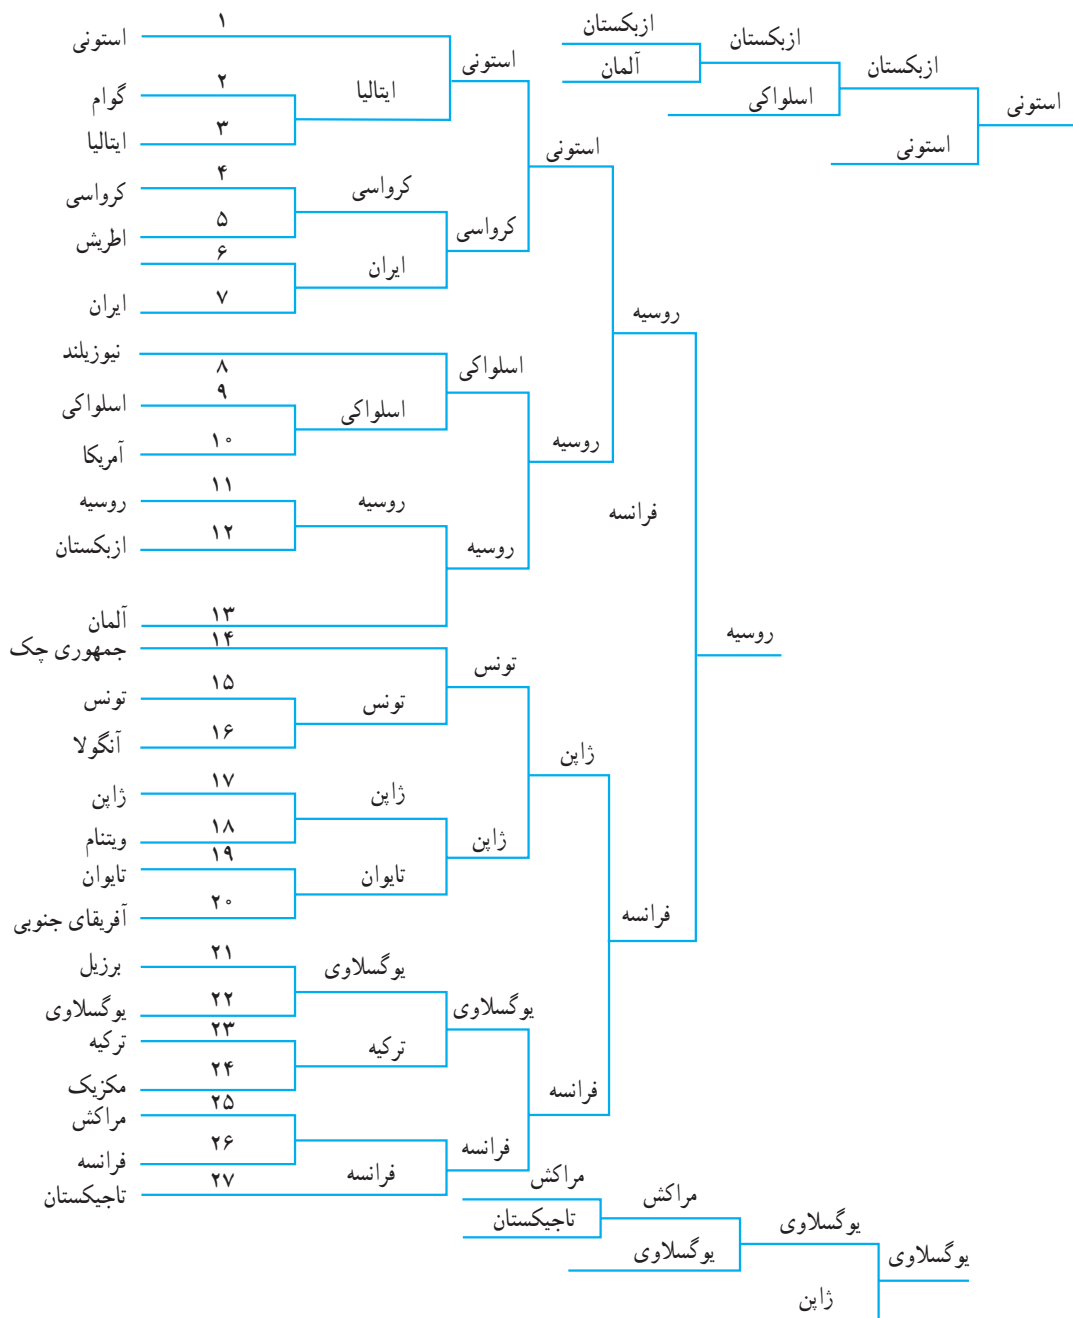 ۱
استونی
۲
گوام
۳
ایتالیا
۴
کرواسی
۵
اطریش
۶
۷
ایران
نیوزیلند
۸
۹
اسلواکی
۱۰
آمریکا
۱۱
روسیه
۱۲
ازبکستان
۱۳
آلمان
۱۴
جمهوری چک
۱۵
تونس
۱۶
آنگولا
۱۷
ژاپن
۱۸
ویتنام
۱۹
تایوان
۲۰
آفریقای جنوبی
۲۱
برزیل
۲۲
یوگسلاوی
۲۳
ترکیه
۲۴
مکزیک
۲۵
مراکش
۲۶
فرانسه
۲۷
تاجیکستان
ایتالیا
کرواسی
ایران
اسلواکی
روسیه
تونس
ژاپن
تایوان
یوگسلاوی
ترکیه
فرانسه
استونی
کرواسی
اسلواکی
روسیه
تونس
ژاپن
یوگسلاوی
فرانسه
استونی
روسیه
ژاپن
فرانسه
روسیه
فرانسه
فرانسه
روسیه
ازبکستان
آلمان
ازبکستان
اسلواکی
ازبکستان
استونی
استونی
مراکش
تاجیکستان
مراکش
یوگسلاوی
یوگسلاوی
ژاپن
یوگسلاوی